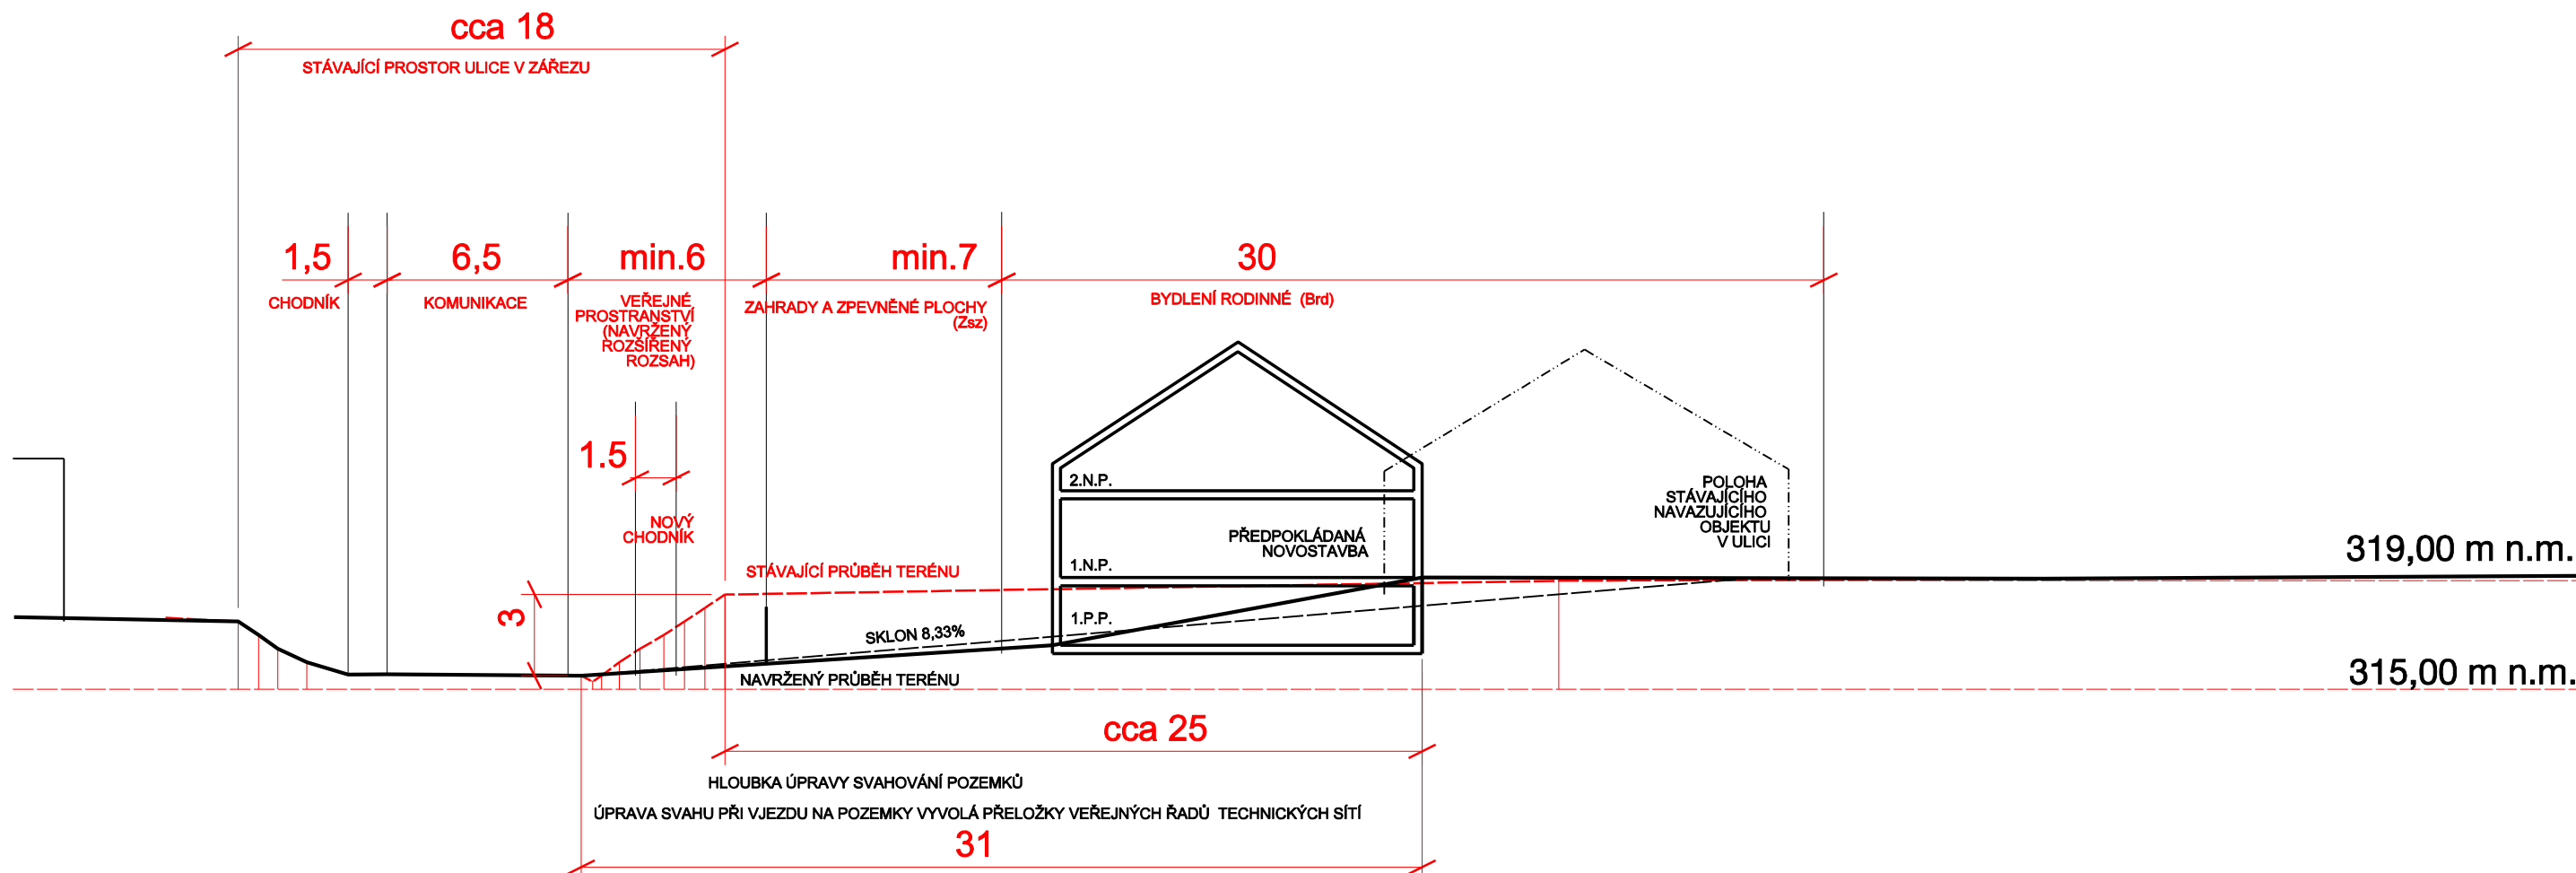 cca 18
STÁVAJÍCÍ PROSTOR ULICE V ZÁŘEZU
1,5
6,5
min.6
min.7
30
CHODNÍK
KOMUNIKACE
VEŘEJNÉ
PROSTRANSTVÍ
(NAVRŽENÝ
ROZŠÍŘENÝ
ROZSAH)
ZAHRADY A ZPEVNĚNÉ PLOCHY
(Zsz)
BYDLENÍ RODINNÉ (Brd)
1.5
NOVÝ
CHODNÍK
2.N.P.
PŘEDPOKLÁDANÁ
NOVOSTAVBA
1.N.P.
1.P.P.
POLOHA
STÁVAJÍCÍHO
NAVAZUJÍCÍHO
OBJEKTU
V ULICI
319,00 m n.m.
STÁVAJÍCÍ PRŮBĚH TERÉNU
3
SKLON 8,33%
NAVRŽENÝ PRŮBĚH TERÉNU
315,00 m n.m.
cca 25
HLOUBKA ÚPRAVY SVAHOVÁNÍ POZEMKŮ
ÚPRAVA SVAHU PŘI VJEZDU NA POZEMKY VYVOLÁ PŘELOŽKY VEŘEJNÝCH ŘADŮ TECHNICKÝCH SÍTÍ
31